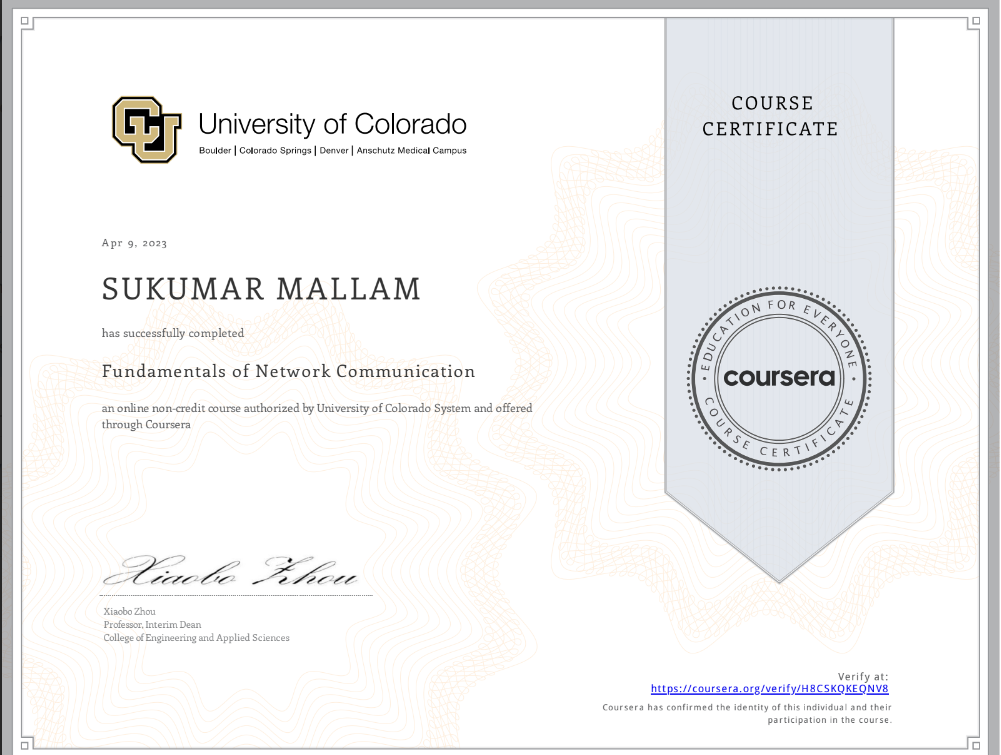 University of Colorado
Boulder | Colorado Springs | Denver | Anschutz Medical Campus
COURSE
CERTIFICATE
Apr 9, 2023
SUKUMAR MALLAM
has successfully completed
Fundamentals of Network Communication
an online non-credit course authorized by University of Colorado System and offered
through Coursera
EDUCATION FOR EVERYONE
coursera
COURSE CERTIFICATE
Xiaobo Zhou
Xiaobo Zhou
Professor, Interim Dean
College of Engineering and Applied Sciences
Verify at:
https://coursera.org/verify/H8CSKQKEQNV8
Coursera has confirmed the identity of this individual and their
participation in the course.